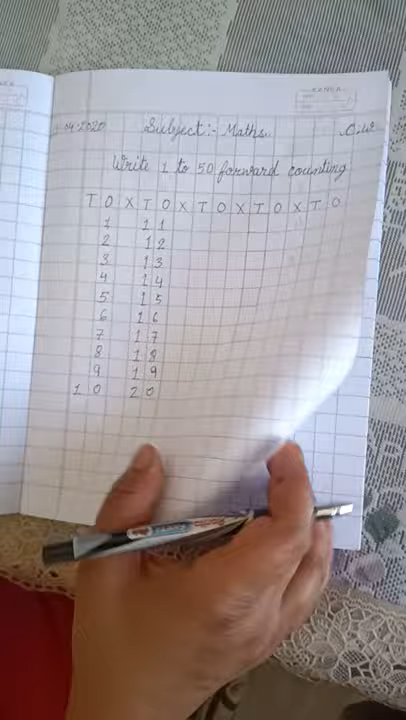 04-2020 Subject:- Maths. C.W
Write 1 to 50 forward counting
T O X T O X T O X T O X T O
1 1 1
2 1 2
3 1 3
4 1 4
5 1 5
6 1 6
7 1 7
8 1 8
9 1 9
1 0 2 0